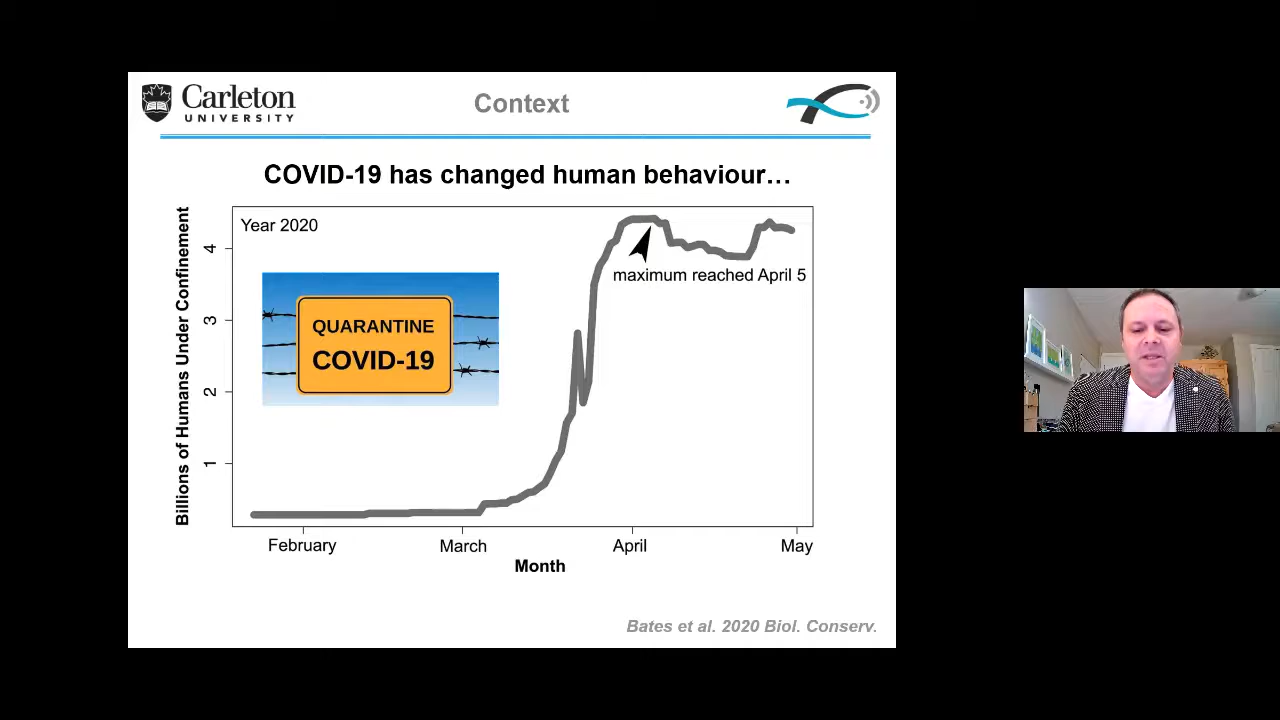 Carleton
UNIVERSITY
Context
COVID-19 has changed human behaviour…
Billions of Humans Under Confinement
Year 2020
4
3
2
1
QUARANTINE
COVID-19
maximum reached April 5
February
March
April
May
Month
Bates et al. 2020 Biol. Conserv.